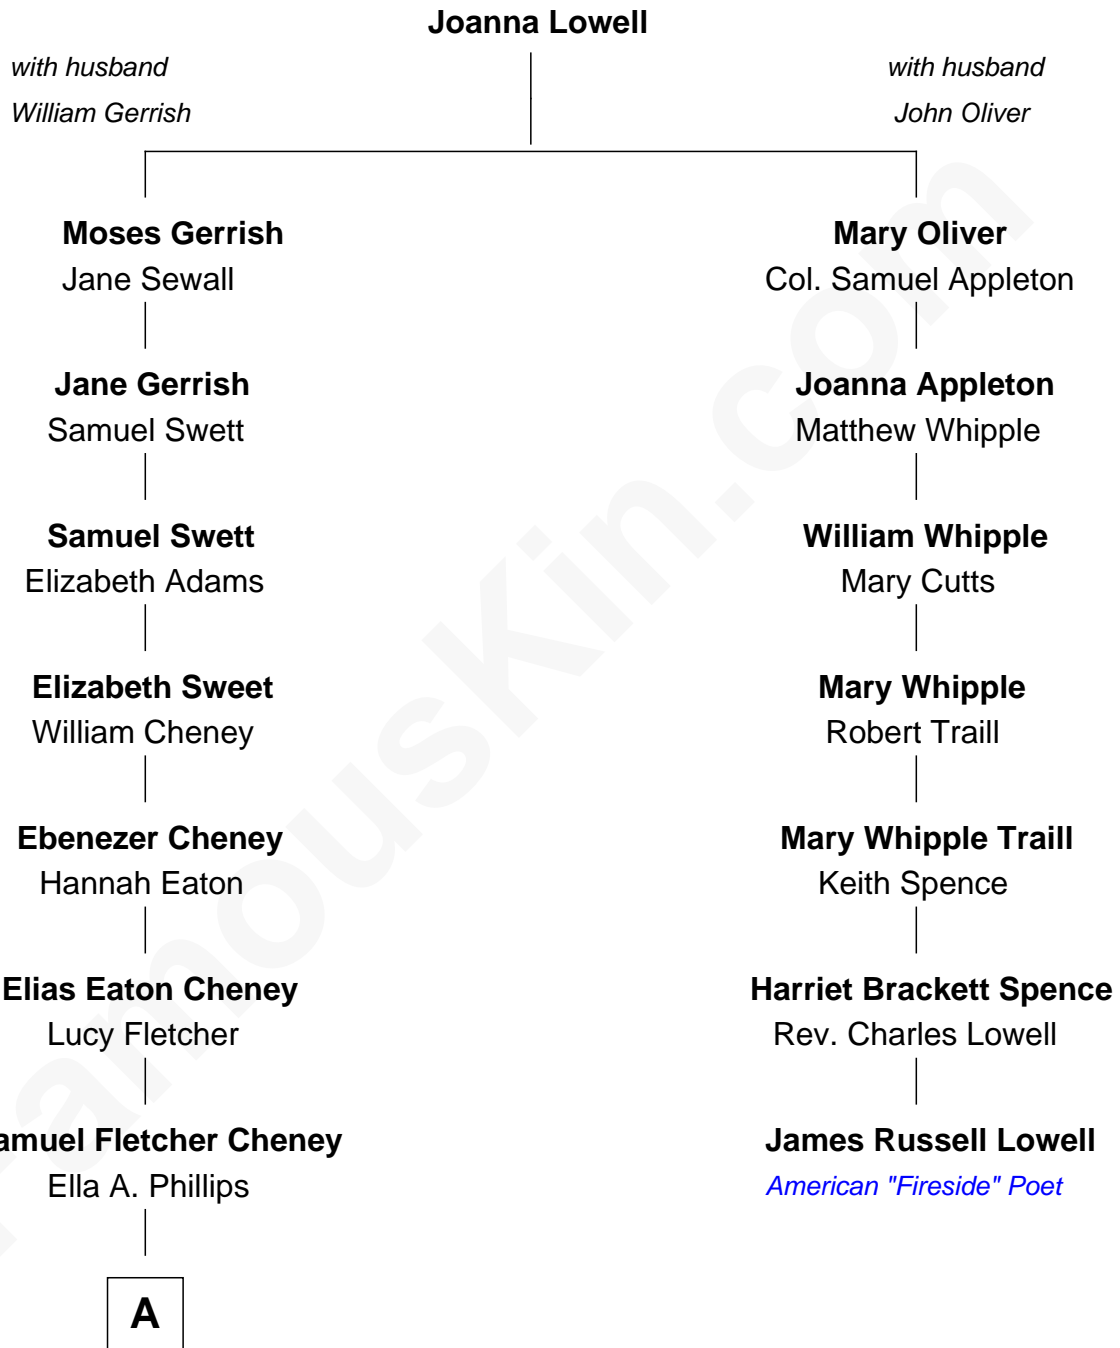 Joanna Lowell
with husband
William Gerrish
with husband
John Oliver
Moses Gerrish
Jane Sewall
Mary Oliver
Col. Samuel Appleton
Jane Gerrish
Samuel Swett
Joanna Appleton
Matthew Whipple
Samuel Swett
Elizabeth Adams
William Whipple
Mary Cutts
Elizabeth Sweet
William Cheney
Mary Whipple
Robert Traill
Ebenezer Cheney
Hannah Eaton
Mary Whipple Traill
Keith Spence
Elias Eaton Cheney
Lucy Fletcher
Harriet Brackett Spence
Rev. Charles Lowell
amuel Fletcher Cheney
Ella A. Phillips
James Russell Lowell
American "Fireside" Poet
A
FamousKin.com